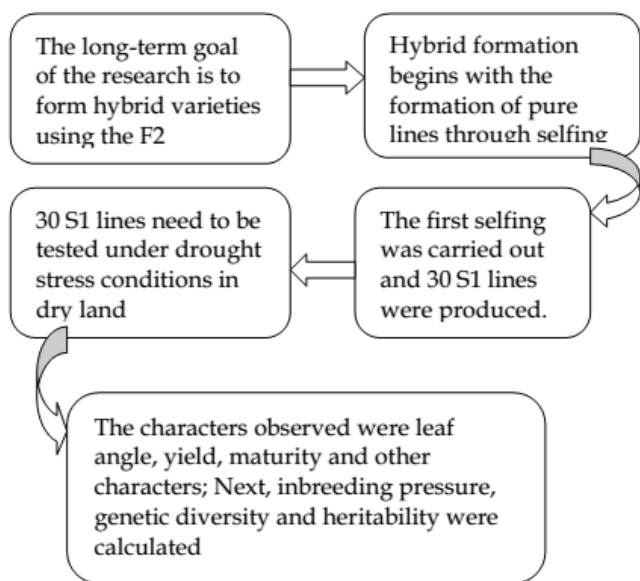 The long-term goal
of the research is to
form hybrid varieties
using the F2
Hybrid formation
begins with the
formation of pure
lines through selfing
The first selfing
was carried out
and 30 S1 lines
were produced.
30 S1 lines need to be
tested under drought
stress conditions in
dry land
The characters observed were leaf
angle, yield, maturity and other
characters; Next, inbreeding pressure,
genetic diversity and heritability were
calculated